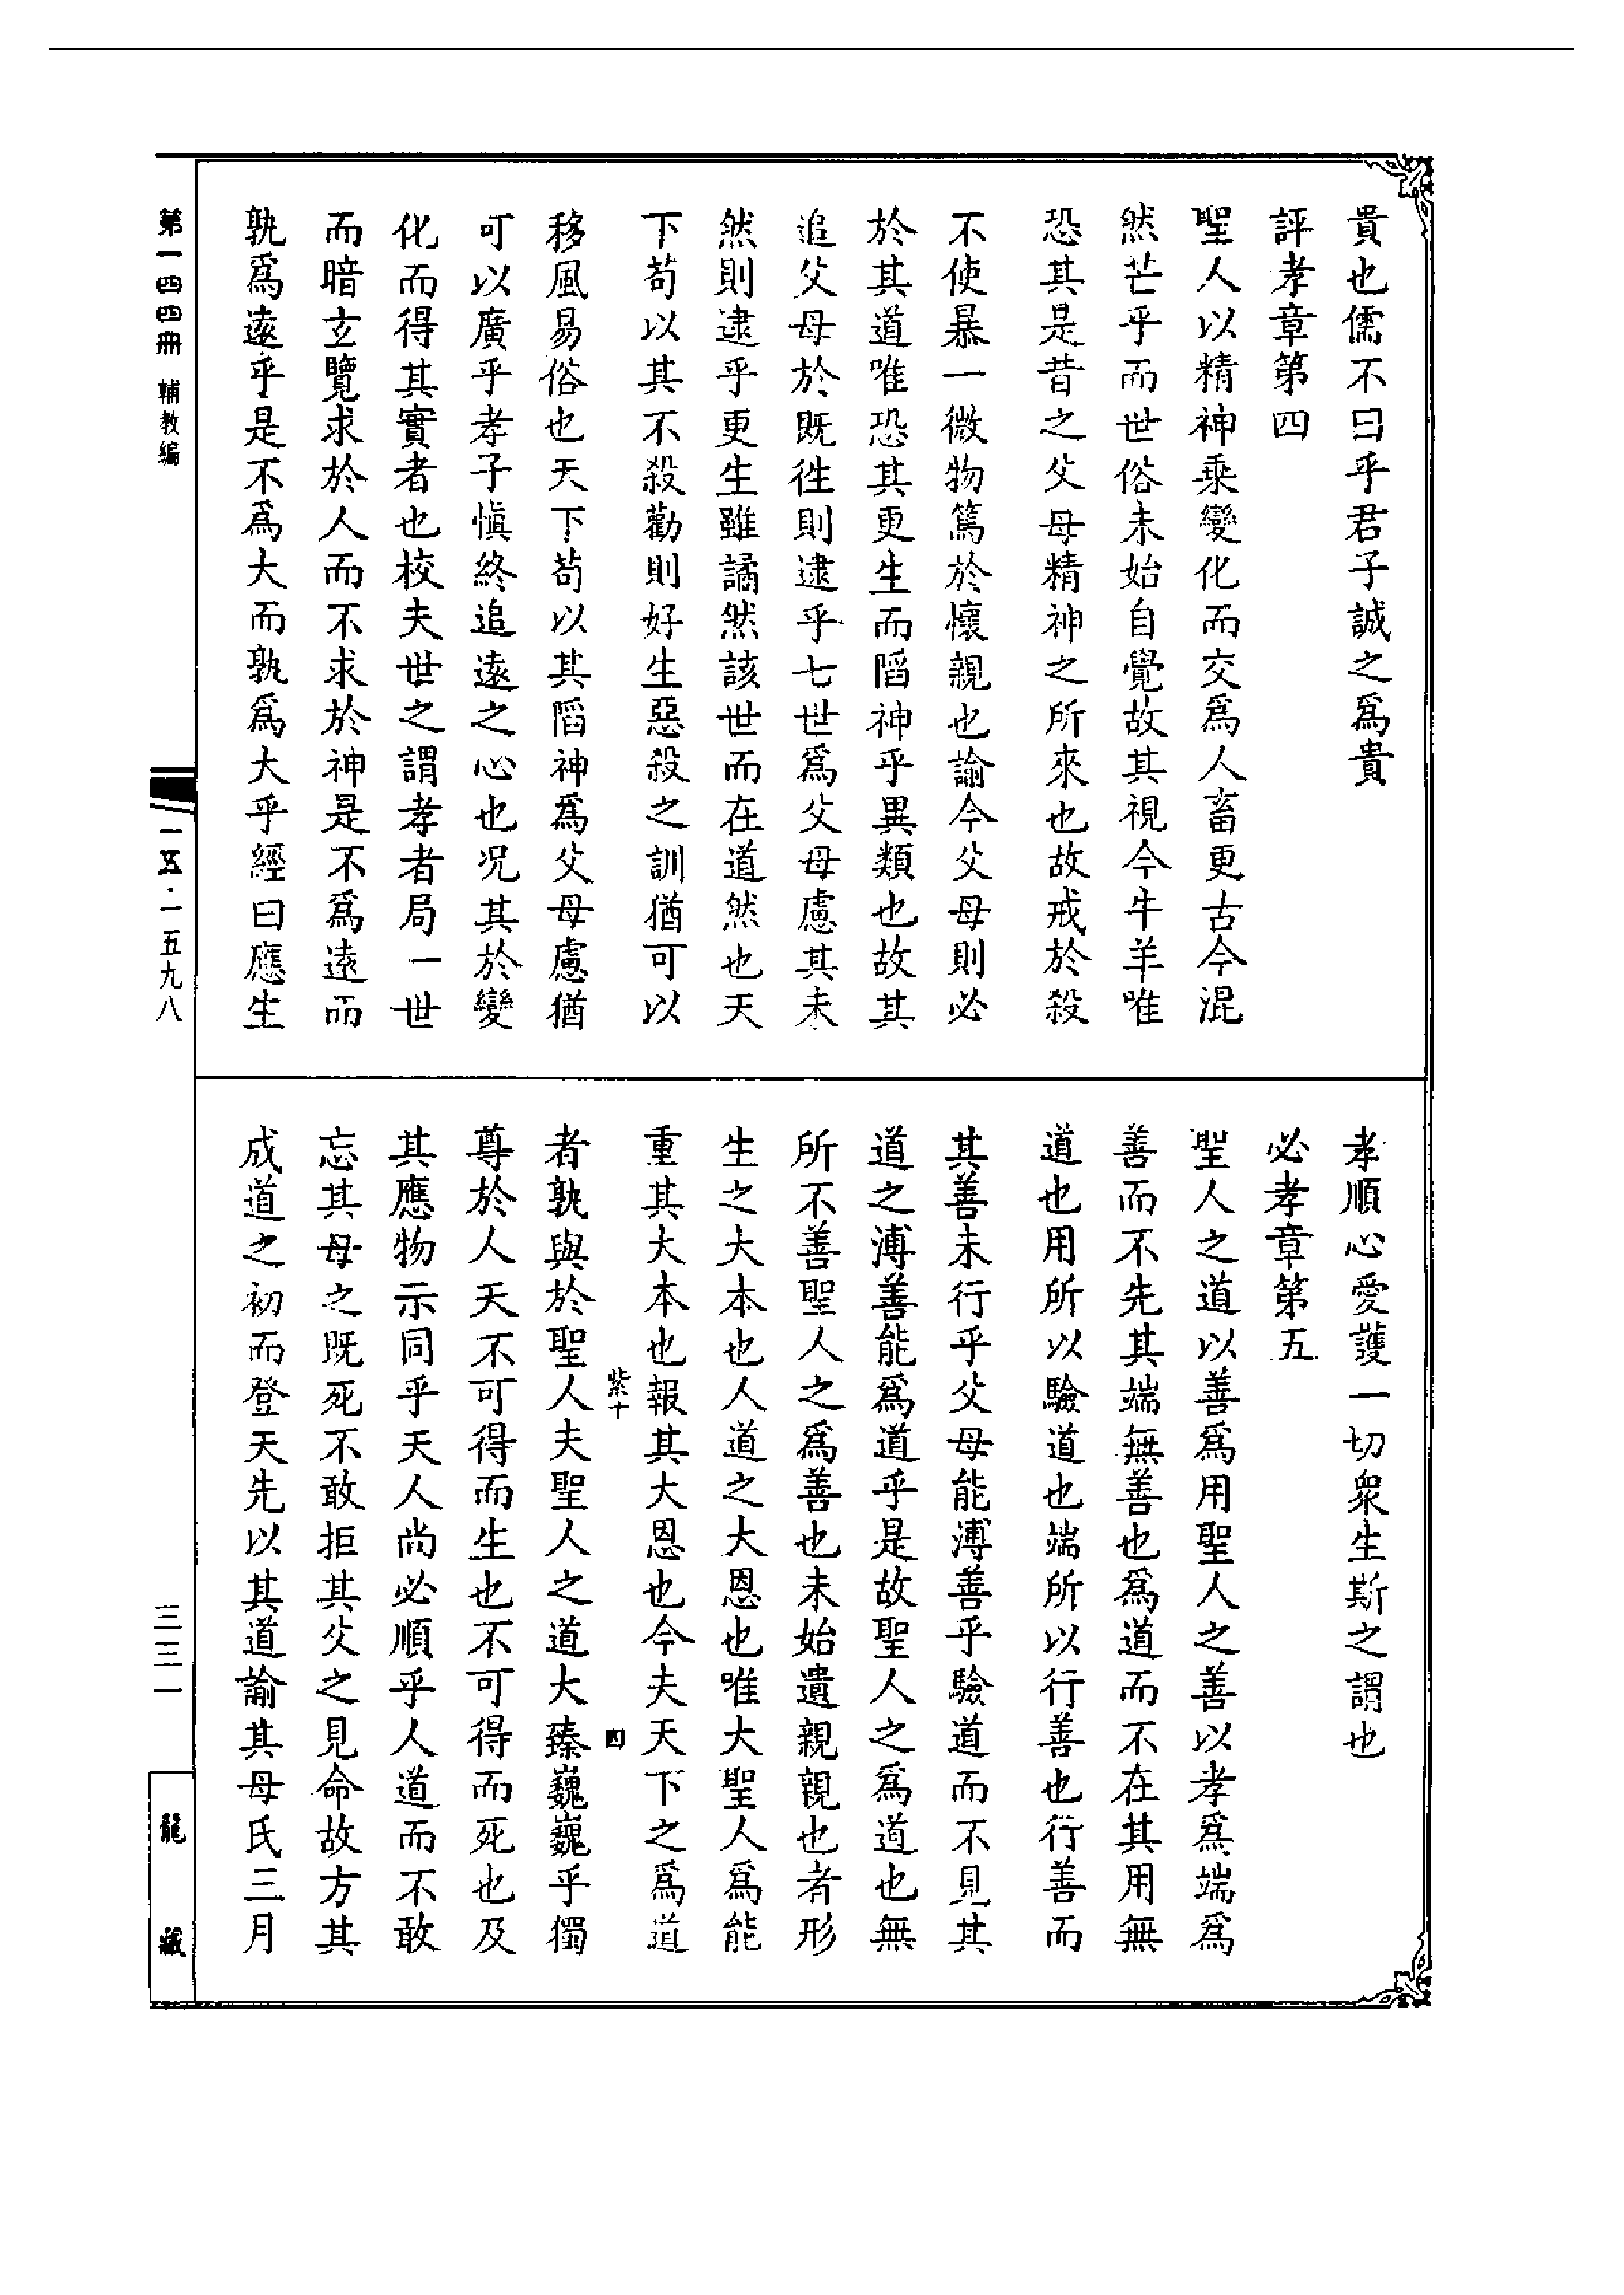 貴也儒不曰乎君子誠之爲貴
評孝章第四
聖人以精神乘變化而交爲人畜更古今混
然芒乎而世俗未始自覺故其視今牛羊唯
恐其是昔之父母精神之所來也故戒於殺
不使暴一微物篤於懷親也諭今父母則必
於其道唯恐其更生而陷神乎異類也故其
追父母於既徃則逮乎七世爲父母慮其未
然則逮乎更生雖譎然該世而在道然也天
下苟以其不殺勸則好生惡殺之訓猶可以
移風易俗也天下苟以其陷神爲父母慮猶
可以廣乎孝子愼終追遠之心也况其於變
化而得其實者也校夫世之謂孝者局一世
而暗玄覽求於人而不求於神是不爲遠而
孰爲遠乎是不爲大而孰爲大乎經曰應生
孝順心愛護一切衆生斯之謂也
必孝章第五
聖人之道以善爲用聖人之善以孝爲端爲
善而不先其端無善也爲道而不在其用無
道也用所以驗道也端所以行善也行善而
其善未行乎父母能溥善乎驗道而不見其
道之溥善能爲道乎是故聖人之爲道也無
所不善聖人之爲善也未始遺親親也者形
生之大本也人道之大恩也唯大聖人爲能
重其大本也報其大恩也今夫天下之爲道
紫十 四
者孰與於聖人夫聖人之道大臻巍巍乎獨
尊於人天不可得而生也不可得而死也及
其應物示同乎天人尚必順乎人道而不敢
忘其母之既死不敢拒其父之見命故方其
成道之初而登天先以其道諭其母氏三月
第一四四冊 輔教編
一五·一五九八
三三一
龍藏